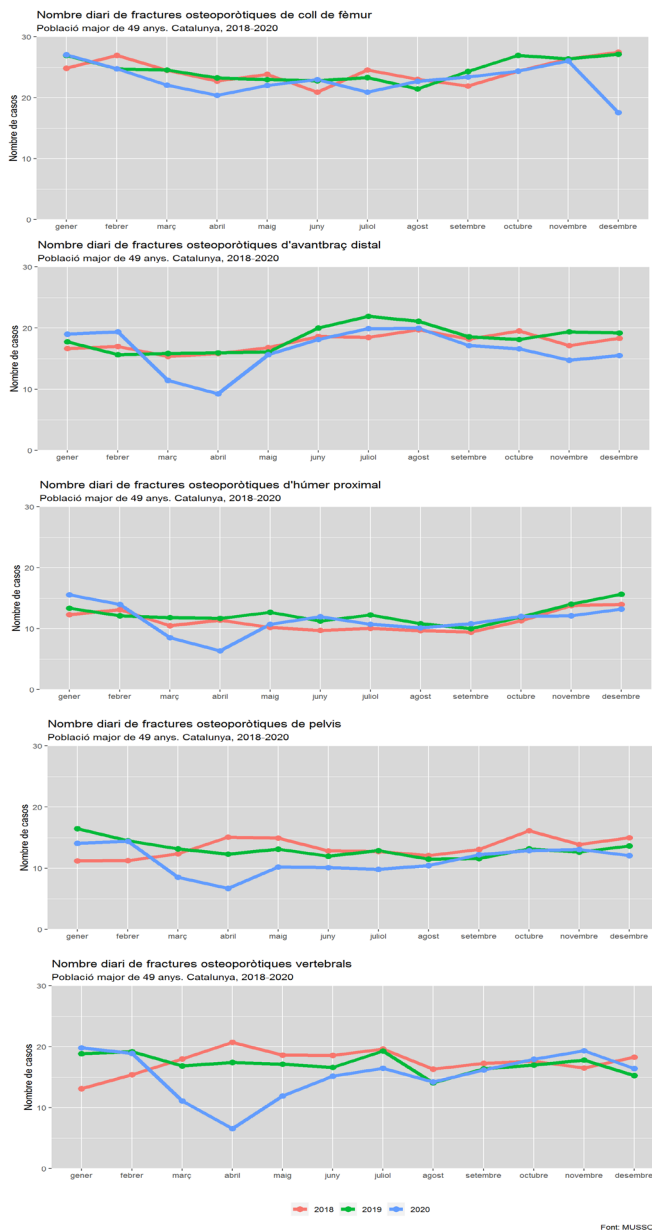 Nombre diari de fractures osteoporòtiques de coll de fèmur
Població major de 49 anys. Catalunya, 2018-2020
Nombre de casos
30
20
10
0
gener febrer març abril maig juny juliol agost setembre octubre novembre desembre
Nombre diari de fractures osteoporòtiques d'avantbraç distal
Població major de 49 anys. Catalunya, 2018-2020
Nombre de casos
30
20
10
0
gener febrer març abril maig juny juliol agost setembre octubre novembre desembre
Nombre diari de fractures osteoporòtiques d'húmer proximal
Població major de 49 anys. Catalunya, 2018-2020
Nombre de casos
30
20
10
0
gener febrer març abril maig juny juliol agost setembre octubre novembre desembre
Nombre diari de fractures osteoporòtiques de pelvis
Població major de 49 anys. Catalunya, 2018-2020
Nombre de casos
30
20
10
0
gener febrer març abril maig juny juliol agost setembre octubre novembre desembre
Nombre diari de fractures osteoporòtiques vertebrals
Població major de 49 anys. Catalunya, 2018-2020
Nombre de casos
30
20
10
0
gener febrer març abril maig juny juliol agost setembre octubre novembre desembre
2018 2019 2020
Font: MUSSCAT